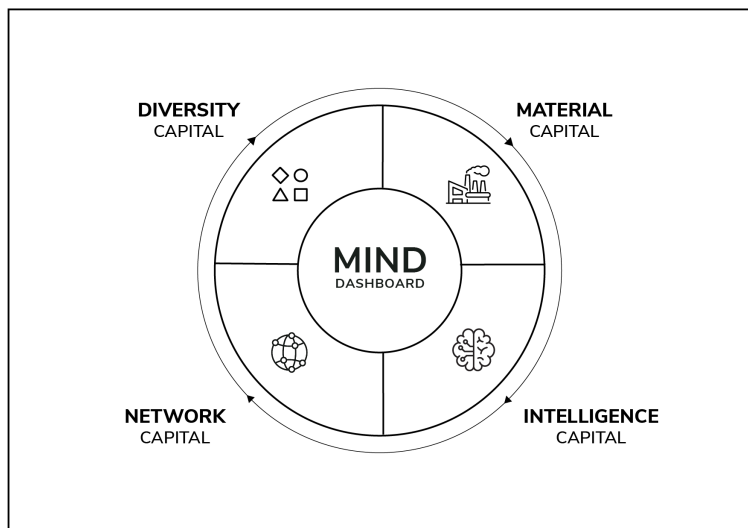 DIVERSITY
CAPITAL
MATERIAL
CAPITAL
MIND
DASHBOARD
NETWORK
CAPITAL
INTELLIGENCE
CAPITAL